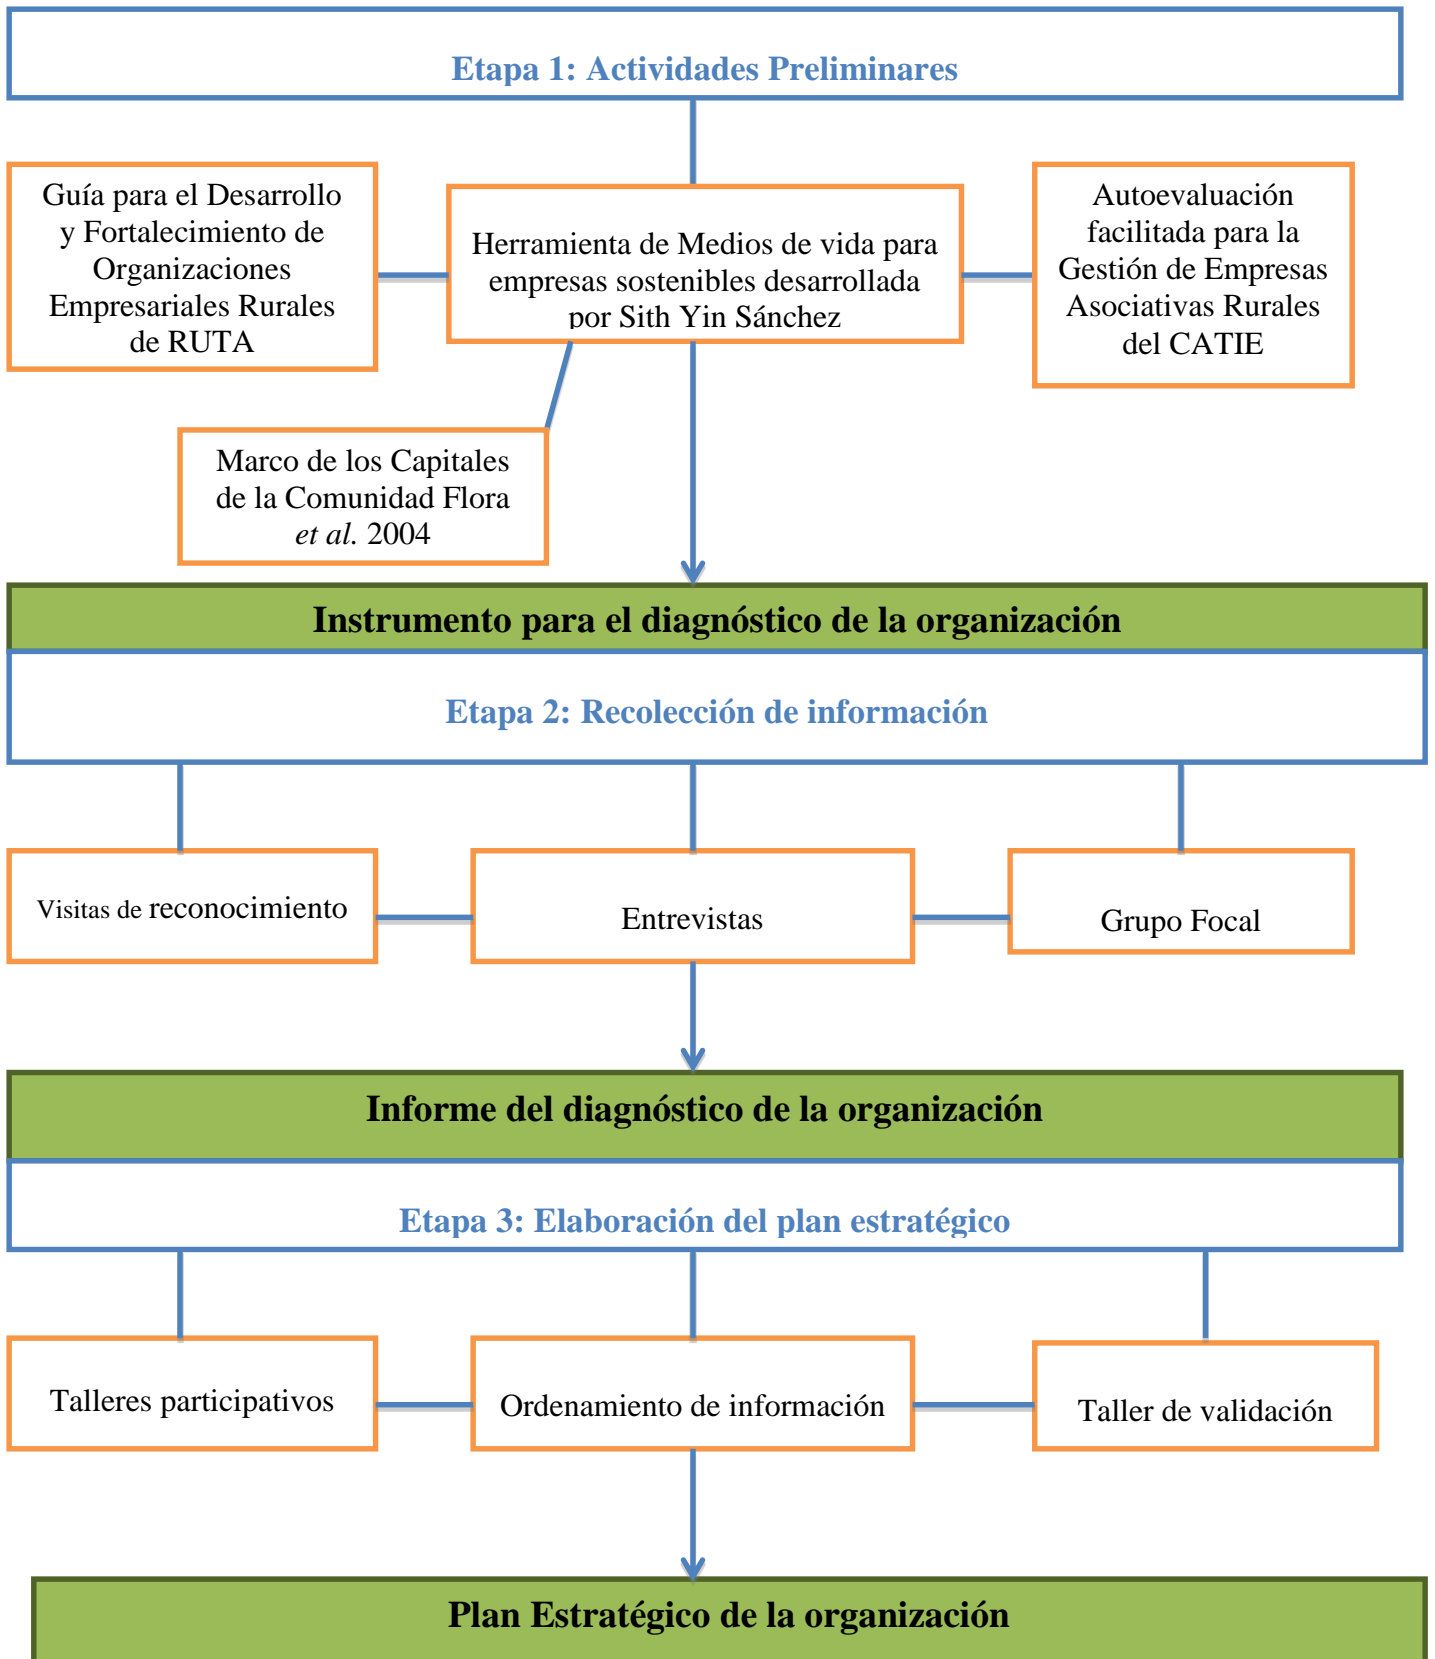 Etapa 1: Actividades Preliminares
Guía para el Desarrollo
y Fortalecimiento de
Organizaciones
Empresariales Rurales
de RUTA
Herramienta de Medios de vida para
empresas sostenibles desarrollada
por Sith Yin Sánchez
Autoevaluación
facilitada para la
Gestión de Empresas
Asociativas Rurales
del CATIE
Marco de los Capitales
de la Comunidad Flora
et al. 2004
Instrumento para el diagnóstico de la organización
Etapa 2: Recolección de información
Visitas de reconocimiento
Entrevistas
Grupo Focal
Informe del diagnóstico de la organización
Etapa 3: Elaboración del plan estratégico
Talleres participativos
Ordenamiento de información
Taller de validación
Plan Estratégico de la organización